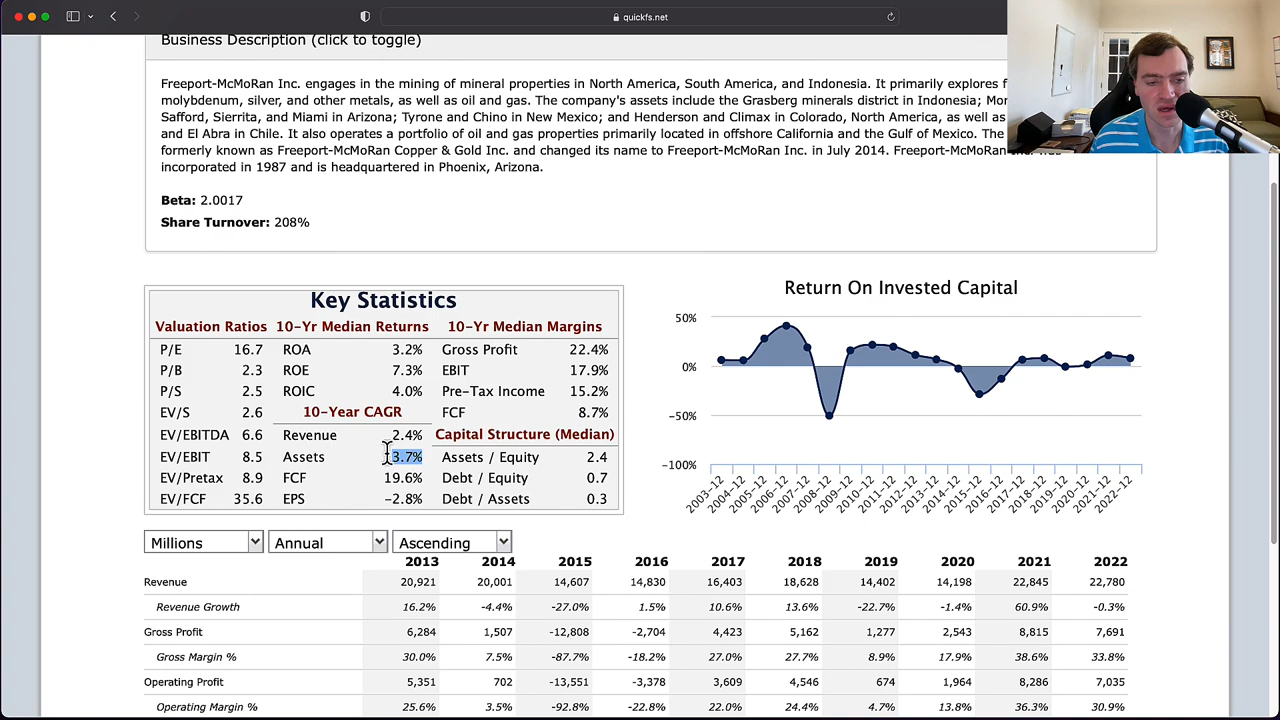 quickfs.net
Business Description (click to toggle)
Freeport-McMoRan Inc. engages in the mining of mineral properties in North America, South America, and Indonesia. It primarily explores f
molybdenum, silver, and other metals, as well as oil and gas. The company's assets include the Grasberg minerals district in Indonesia; Mor
Safford, Sierrita, and Miami in Arizona; Tyrone and Chino in New Mexico; and Henderson and Climax in Colorado, North America, as well as
and El Abra in Chile. It also operates a portfolio of oil and gas properties primarily located in offshore California and the Gulf of Mexico. The
formerly known as Freeport-McMoRan Copper & Gold Inc. and changed its name to Freeport-McMoRan Inc. in July 2014. Freeport-McMoRan
incorporated in 1987 and is headquartered in Phoenix, Arizona.
Beta: 2.0017
Share Turnover: 208%
Key Statistics
Valuation Ratios 10-Yr Median Returns 10-Yr Median Margins
P/E 16.7 ROA 3.2% Gross Profit 22.4%
P/B 2.3 ROE 7.3% EBIT 17.9%
P/S 2.5 ROIC 4.0% Pre-Tax Income 15.2%
EV/S 2.6 10-Year CAGR FCF 8.7%
EV/EBITDA 6.6 Revenue 2.4% Capital Structure (Median)
EV/EBIT 8.5 Assets 3.7% Assets / Equity 2.4
EV/Pretax 8.9 FCF 19.6% Debt / Equity 0.7
EV/FCF 35.6 EPS -2.8% Debt / Assets 0.3
Return On Invested Capital
50%
0%
-50%
-100%
2003-12 2004-12 2005-12 2006-12 2007-12 2008-12 2009-12 2010-12 2011-12 2012-12 2013-12 2014-12 2015-12 2016-12 2017-12 2018-12 2019-12 2020-12 2021-12 2022-12
Millions Annual Ascending
2013 2014 2015 2016 2017 2018 2019 2020 2021 2022
Revenue 20,921 20,001 14,607 14,830 16,403 18,628 14,402 14,198 22,845 22,780
Revenue Growth 16.2% -4.4% -27.0% 1.5% 10.6% 13.6% -22.7% -1.4% 60.9% -0.3%
Gross Profit 6,284 1,507 -12,808 -2,704 4,423 5,162 1,277 2,543 8,815 7,691
Gross Margin % 30.0% 7.5% -87.7% -18.2% 27.0% 27.7% 8.9% 17.9% 38.6% 33.8%
Operating Profit 5,351 702 -13,551 -3,378 3,609 4,546 674 1,964 8,286 7,035
Operating Margin % 25.6% 3.5% -92.8% -22.8% 22.0% 24.4% 4.7% 13.8% 36.3% 30.9%